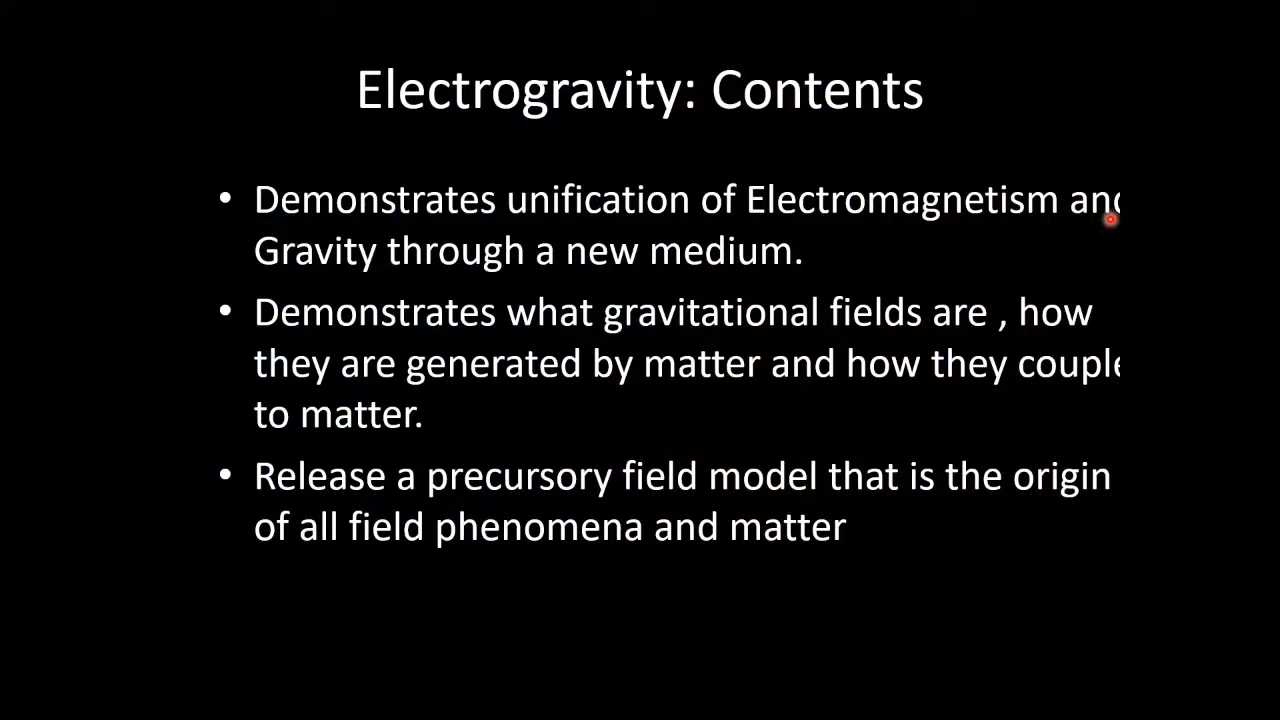 Electrogravity: Contents
• Demonstrates unification of Electromagnetism and
Gravity through a new medium.
• Demonstrates what gravitational fields are , how
they are generated by matter and how they couple
to matter.
• Release a precursory field model that is the origin
of all field phenomena and matter